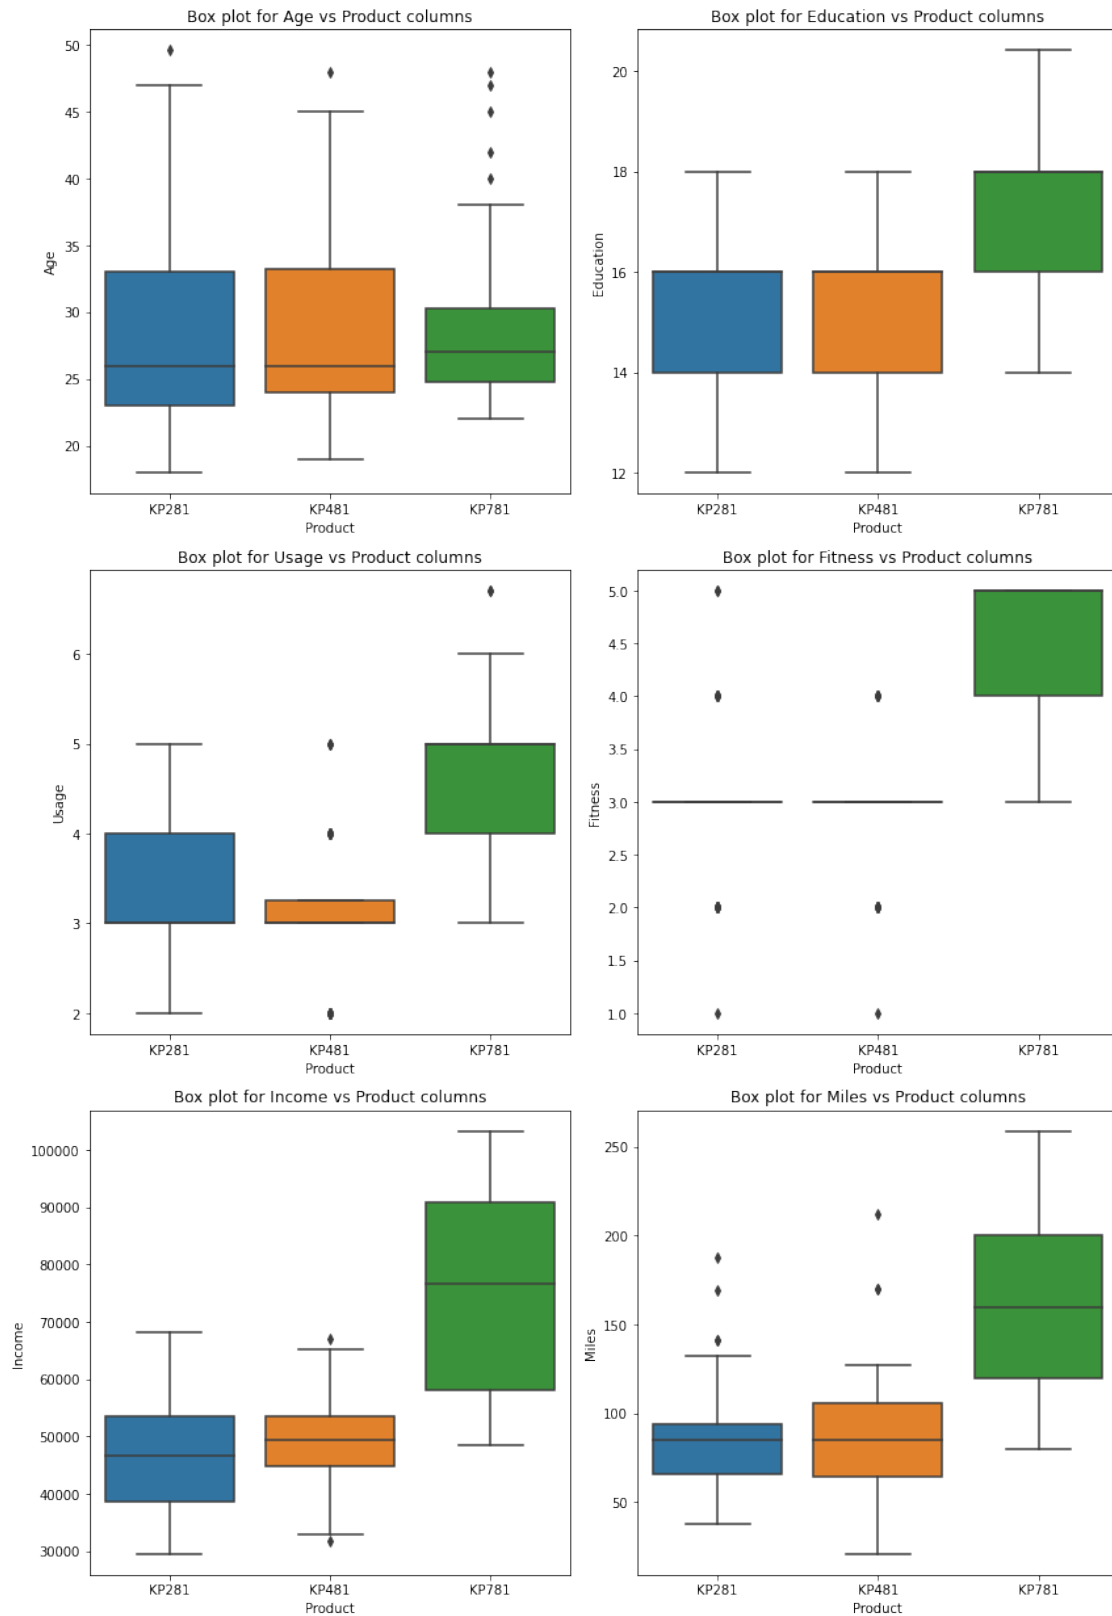 Box plot for Age vs Product columns
50
45
40
35
30
25
20
Age
KP281 KP481 KP781
Product
Box plot for Education vs Product columns
20
18
16
14
12
Education
KP281 KP481 KP781
Product
Box plot for Usage vs Product columns
6
5
4
3
2
Usage
KP281 KP481 KP781
Product
Box plot for Fitness vs Product columns
5.0
4.5
4.0
3.5
3.0
2.5
2.0
1.5
1.0
Fitness
KP281 KP481 KP781
Product
Box plot for Income vs Product columns
100000
90000
80000
70000
60000
50000
40000
30000
Income
KP281 KP481 KP781
Product
Box plot for Miles vs Product columns
250
200
150
100
50
Miles
KP281 KP481 KP781
Product